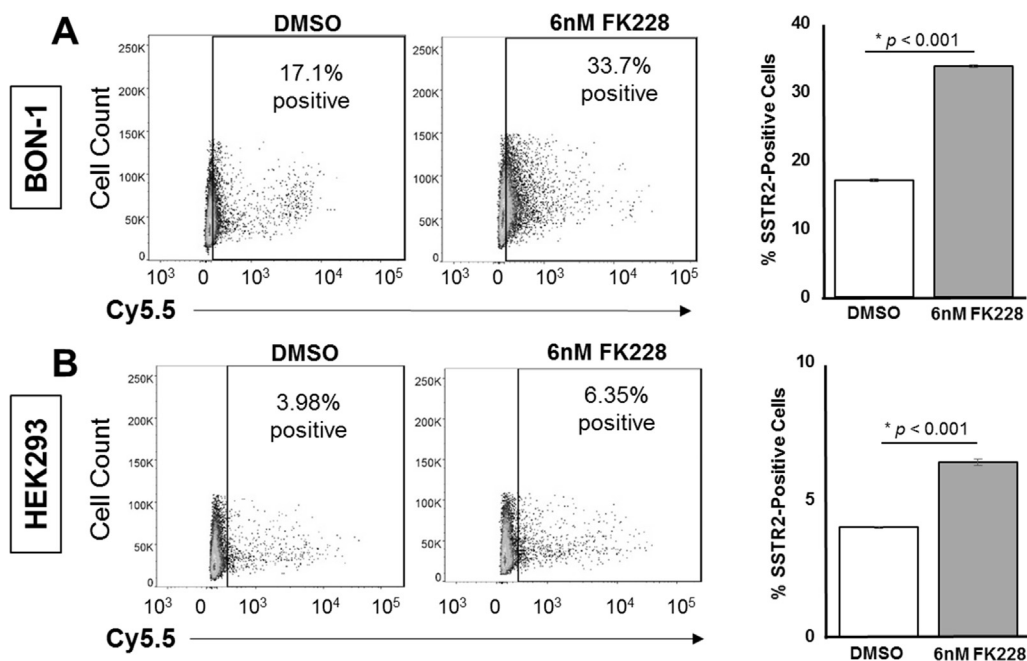 A
BON-1
DMSO
6nM FK228
250K
200K
150K
100K
50K
0
Cell Count
17.1%
positive
10³ 0 10³ 10⁴ 10⁵
250K
200K
150K
100K
50K
0
33.7%
positive
10³ 0 10³ 10⁴ 10⁵
Cy5.5
% SSTR2-Positive Cells
40
30
20
10
0
* p < 0.001
DMSO
6nM FK228
B
HEK293
DMSO
6nM FK228
250K
200K
150K
100K
50K
0
Cell Count
3.98%
positive
10³ 0 10³ 10⁴ 10⁵
250K
200K
150K
100K
50K
0
6.35%
positive
10³ 0 10³ 10⁴ 10⁵
Cy5.5
% SSTR2-Positive Cells
10
5
0
* p < 0.001
DMSO
6nM FK228